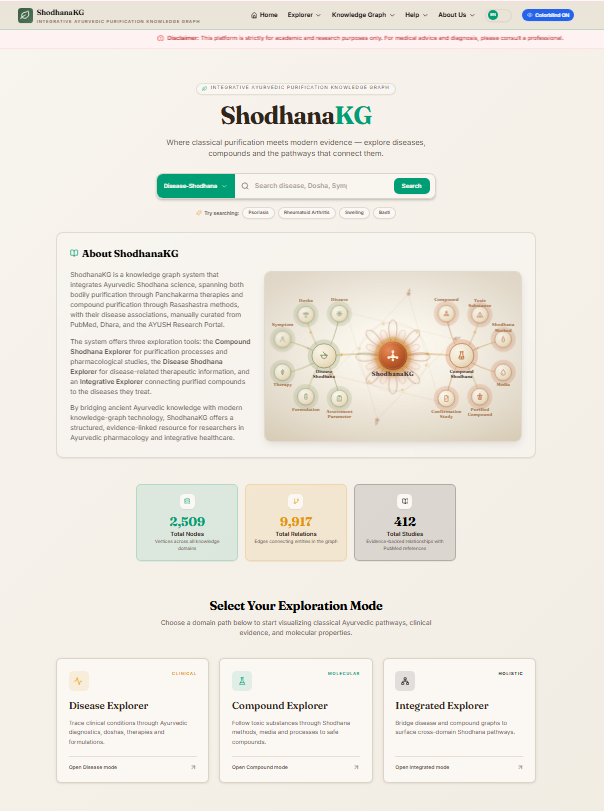 ShodhanaKG
INTEGRATIVE AYURVEDIC PURIFICATION KNOWLEDGE GRAPH
Home Explorer Knowledge Graph Help About Us EN Colorblind ON
Disclaimer: This platform is strictly for academic and research purposes only. For medical advice and diagnosis, please consult a professional.
INTEGRATIVE AYURVEDIC PURIFICATION KNOWLEDGE GRAPH
ShodhanaKG
Where classical purification meets modern evidence — explore diseases,
compounds and the pathways that connect them.
Disease-Shodhana Search disease, Dosha, Sym Search
Try searching: Psoriasis Rheumatoid Arthritis Swelling Basti
About ShodhanaKG
ShodhanaKG is a knowledge graph system that
integrates Ayurvedic Shodhana science, spanning both
bodily purification through Panchakarma therapies and
compound purification through Rasashastra methods,
with their disease associations, manually curated from
PubMed, Dhara, and the AYUSH Research Portal.
The system offers three exploration tools: the Compound
Shodhana Explorer for purification processes and
pharmacological studies, the Disease Shodhana
Explorer for disease-related therapeutic information, and
an Integrative Explorer connecting purified compounds
to the diseases they treat.
By bridging ancient Ayurvedic knowledge with modern
knowledge-graph technology, ShodhanaKG offers a
structured, evidence-linked resource for researchers in
Ayurvedic pharmacology and integrative healthcare.
Dosha Disease Compound Toxic
Substance
Symptom Shodhana
Method
Disease
Shodhana
ShodhanaKG
Compound
Shodhana
Therapy Media
Formulation Assessment
Parameter
Confirmation
Study
Purified
Compound
2,509
Total Nodes
Vertices across all knowledge
domains
9,917
Total Relations
Edges connecting entities in the graph
412
Total Studies
Evidence-backed relationships with
PubMed references
Select Your Exploration Mode
Choose a domain path below to start visualizing classical Ayurvedic pathways, clinical
evidence, and molecular properties.
CLINICAL
Disease Explorer
Trace clinical conditions through Ayurvedic
diagnostics, doshas, therapies and
formulations.
Open Disease mode
MOLECULAR
Compound Explorer
Follow toxic substances through Shodhana
methods, media and processes to safe
compounds.
Open Compound mode
HOLISTIC
Integrated Explorer
Bridge disease and compound graphs to
surface cross-domain Shodhana pathways.
Open Integrated mode